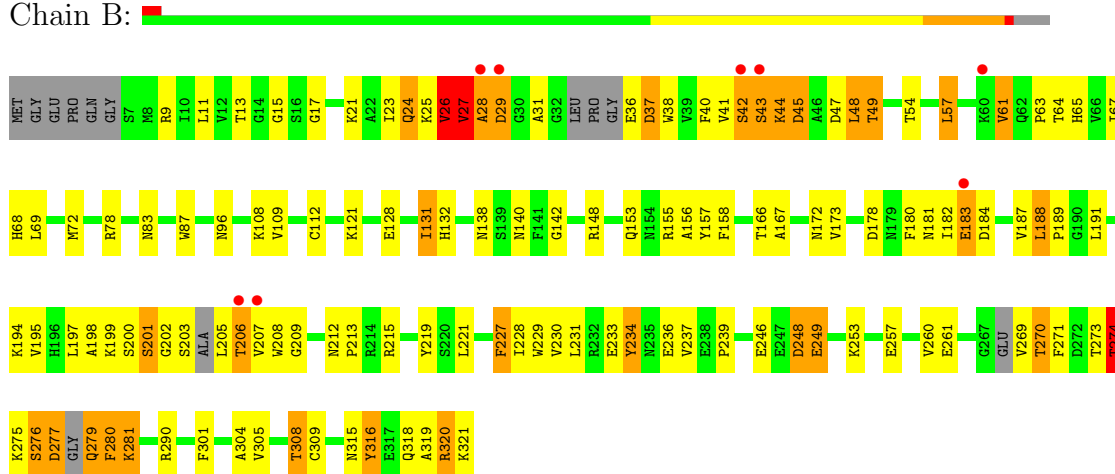 Chain B:
MET GLY GLU PRO GLN GLY S7 M8 R9 I10 L11 V12 T13 G14 G15 S16 G17 K21 A22 I23 Q24 K25 V26 V27 A28 D29 G30 A31 G32 LEU PRO GLY E36 D37 W38 V39 F40 V41 S42 S43 K44 D45 A46 D47 L48 T49 T54 L57 K60 V61 Q62 P63 T64 H65 V66 I67
H68 L69 M72 R78 N83 W87 N96 K108 V109 C112 K121 E128 I131 H132 N138 S139 N140 F141 G142 R148 Q153 N154 R155 A156 Y157 F158 T166 A167 N172 V173 D178 N179 F180 N181 I182 E183 D184 V187 L188 P189 G190 L191
K194 V195 H196 L197 A198 K199 S200 S201 G202 S203 ALA L205 T206 V207 W208 G209 N212 P213 R214 R215 Y219 S220 L221 F227 I228 W229 V230 L231 R232 E233 Y234 N235 E236 V237 E238 P239 E246 E247 D248 E249 K253 E257 V260 E261 G267 GLU V269 T270 F271 D272 T273 T274
K275 S276 D277 GLY Q279 F280 K281 R290 F301 A304 V305 T308 C309 N315 Y316 E317 Q318 A319 R320 K321